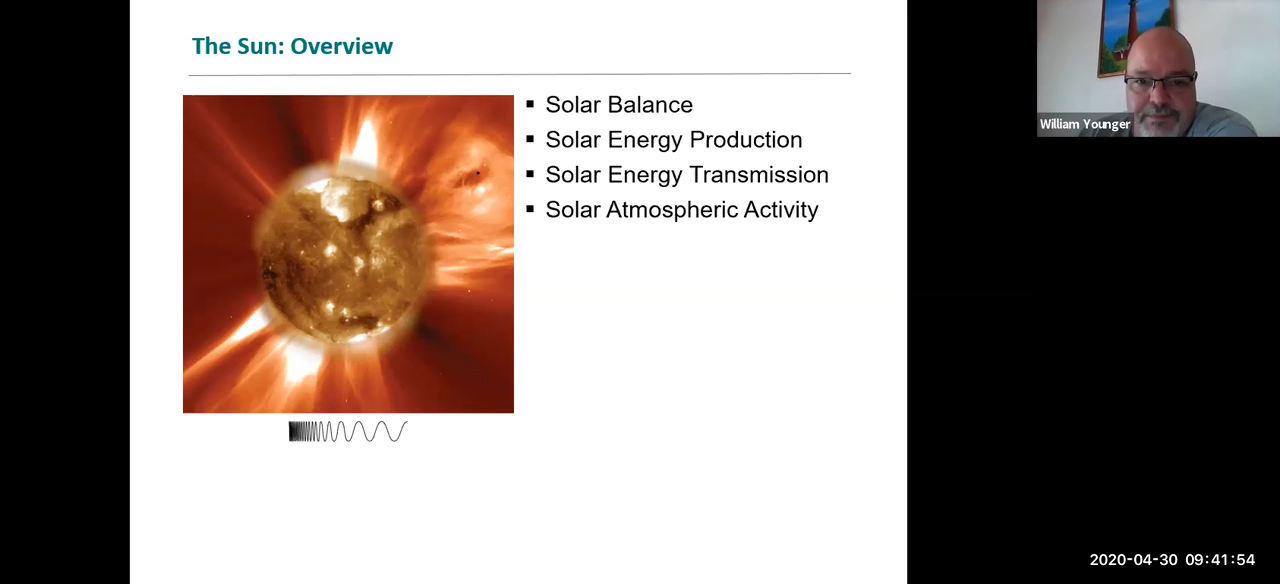 The Sun: Overview
Solar Balance
Solar Energy Production
Solar Energy Transmission
Solar Atmospheric Activity
William Younger
2020-04-30 09:41:54